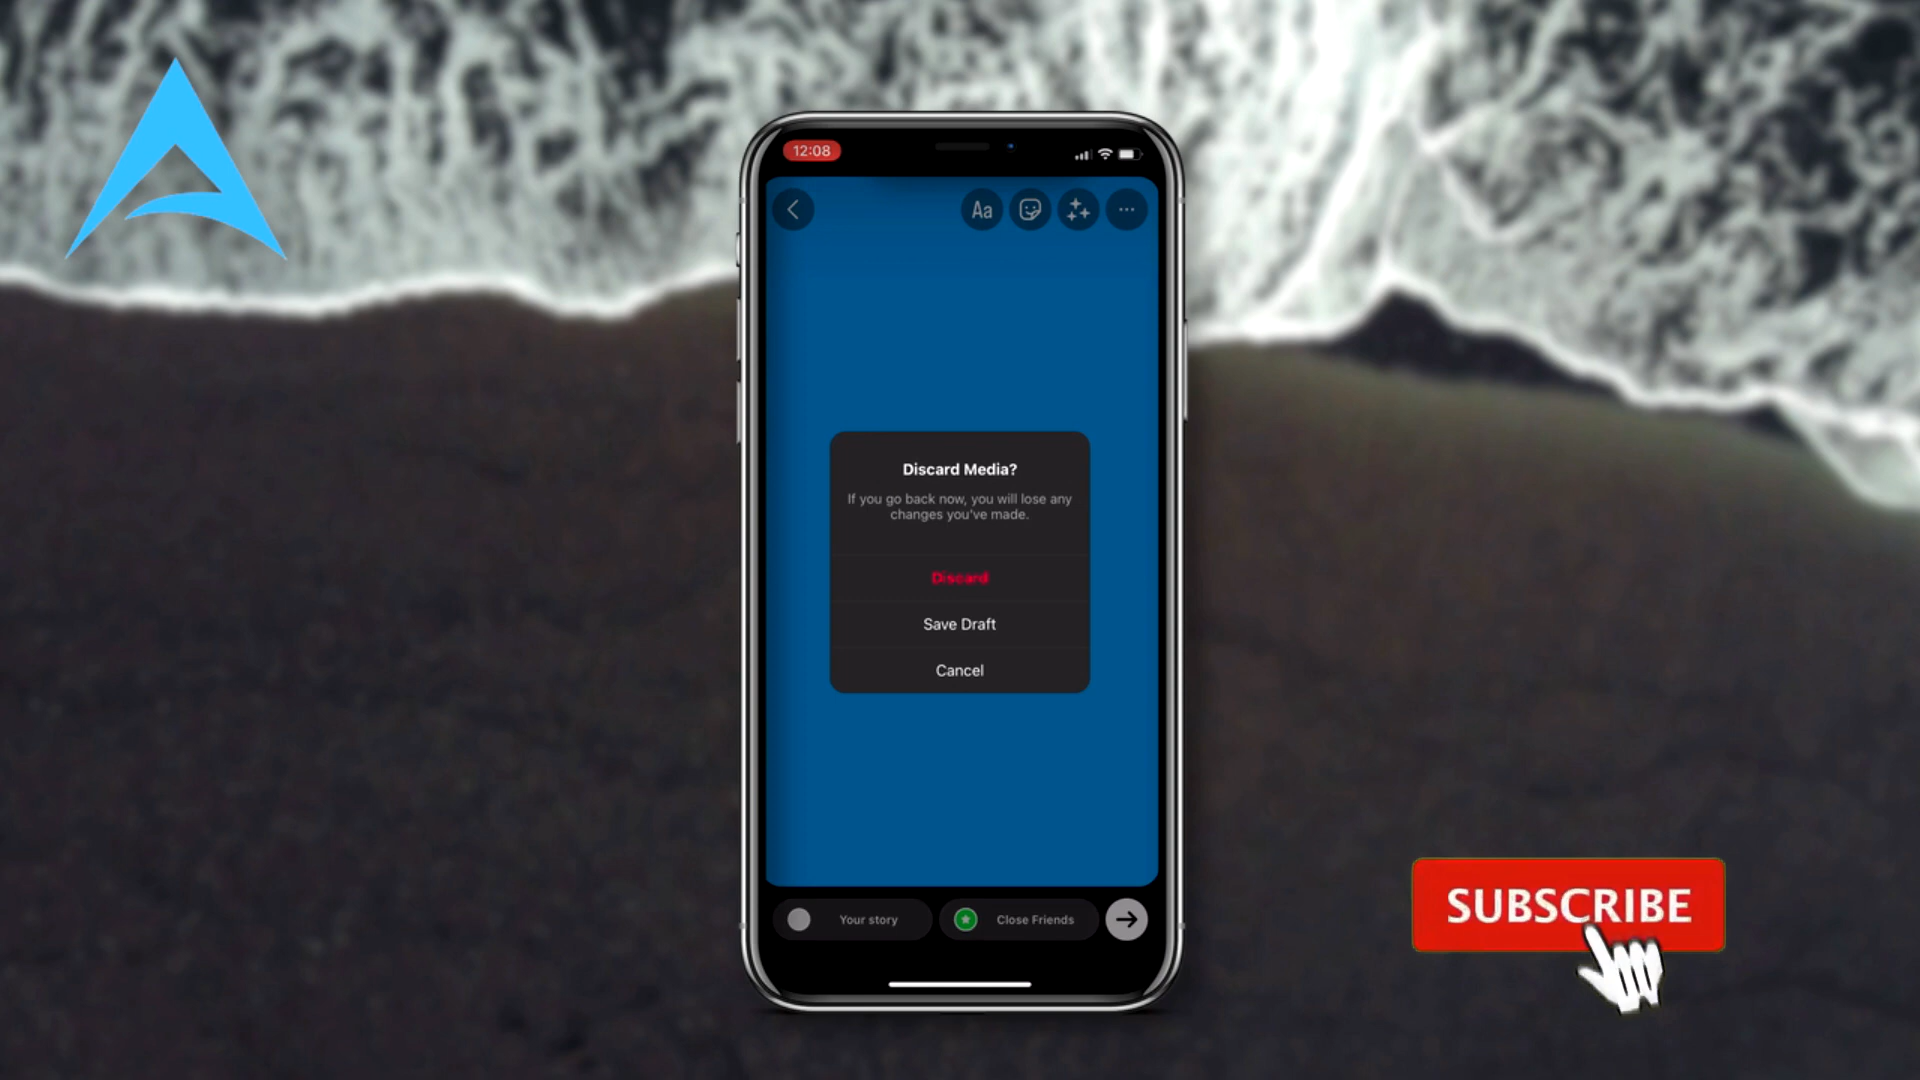 12:08
Aa
Discard Media?
If you go back now, you will lose any
changes you've made.
Discard
Save Draft
Cancel
Your story
Close Friends
SUBSCRIBE